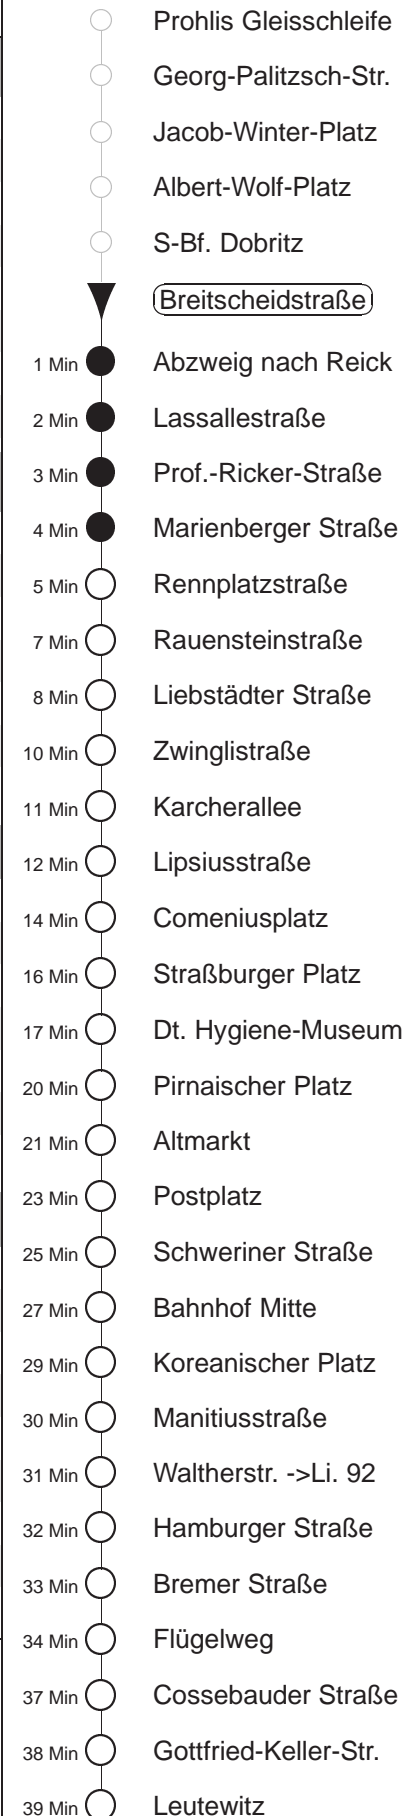 Prohlis Gleisschleife
Georg-Palitzsch-Str.
Jacob-Winter-Platz
Albert-Wolf-Platz
S-Bf. Dobritz
Breitscheidstraße
1 Min Abzweig nach Reick
2 Min Lassallestraße
3 Min Prof.-Ricker-Straße
4 Min Marienberger Straße
5 Min Rennplatzstraße
7 Min Rauensteinstraße
8 Min Liebstädter Straße
10 Min Zwinglistraße
11 Min Karcherallee
12 Min Lipsiusstraße
14 Min Comeniusplatz
16 Min Straßburger Platz
17 Min Dt. Hygiene-Museum
20 Min Pirnaischer Platz
21 Min Altmarkt
23 Min Postplatz
25 Min Schweriner Straße
27 Min Bahnhof Mitte
29 Min Koreanischer Platz
30 Min Manitiusstraße
31 Min Waltherstr. ->Li. 92
32 Min Hamburger Straße
33 Min Bremer Straße
34 Min Flügelweg
37 Min Cossebauder Straße
38 Min Gottfried-Keller-Str.
39 Min Leutewitz